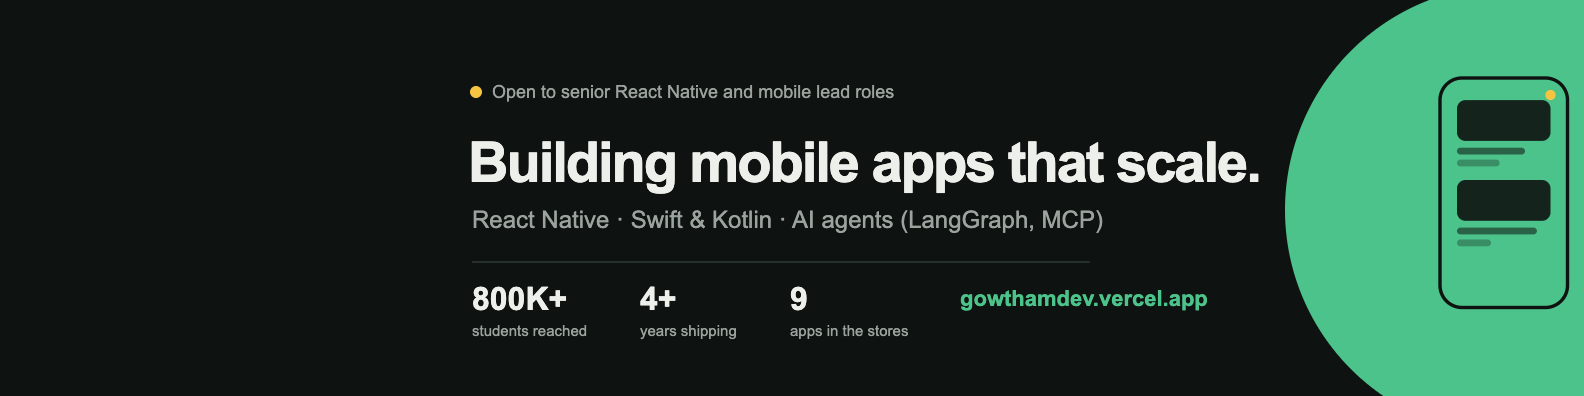 Open to senior React Native and mobile lead roles
Building mobile apps that scale.
React Native · Swift & Kotlin · AI agents (LangGraph, MCP)
800K+ 4+ 9 gowthamdev.vercel.app
students reached years shipping apps in the stores